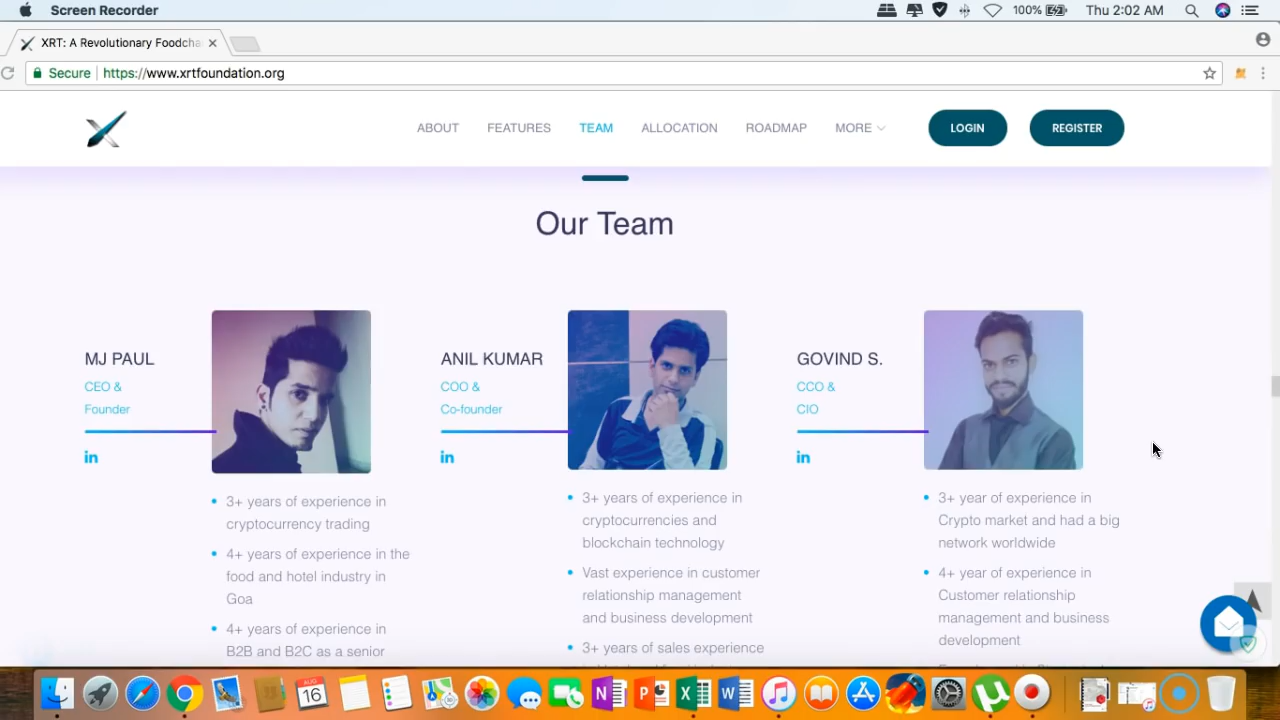 Screen Recorder
100%
Thu 2:02 AM
XRT: A Revolutionary Foodcha
Secure
https://www.xrtfoundation.org
ABOUT
FEATURES
TEAM
ALLOCATION
ROADMAP
MORE
LOGIN
REGISTER
Our Team
MJ PAUL
CEO &
Founder
in
3+ years of experience in
cryptocurrency trading
4+ years of experience in the
food and hotel industry in
Goa
4+ years of experience in
B2B and B2C as a senior
ANIL KUMAR
COO &
Co-founder
in
3+ years of experience in
cryptocurrencies and
blockchain technology
Vast experience in customer
relationship management
and business development
3+ years of sales experience
GOVIND S.
CCO &
CIO
in
3+ year of experience in
Crypto market and had a big
network worldwide
4+ year of experience in
Customer relationship
management and business
development
AUG
16